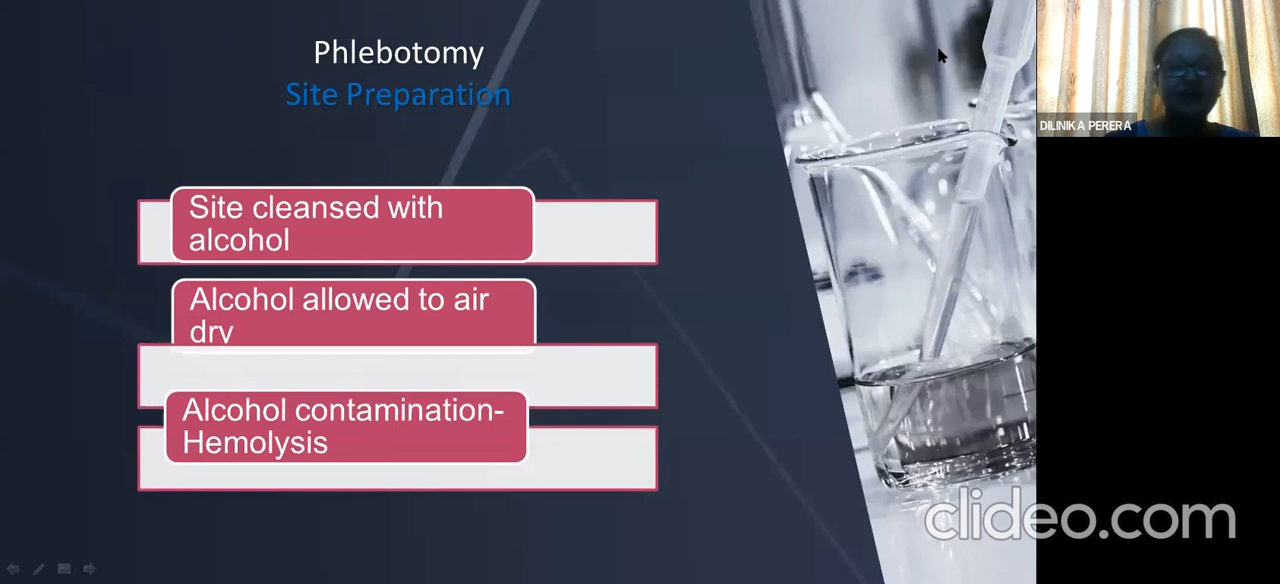 Phlebotomy
Site Preparation
Site cleansed with
alcohol
Alcohol allowed to air
dry
Alcohol contamination-
Hemolysis
DILINIKA PERERA
clideo.com